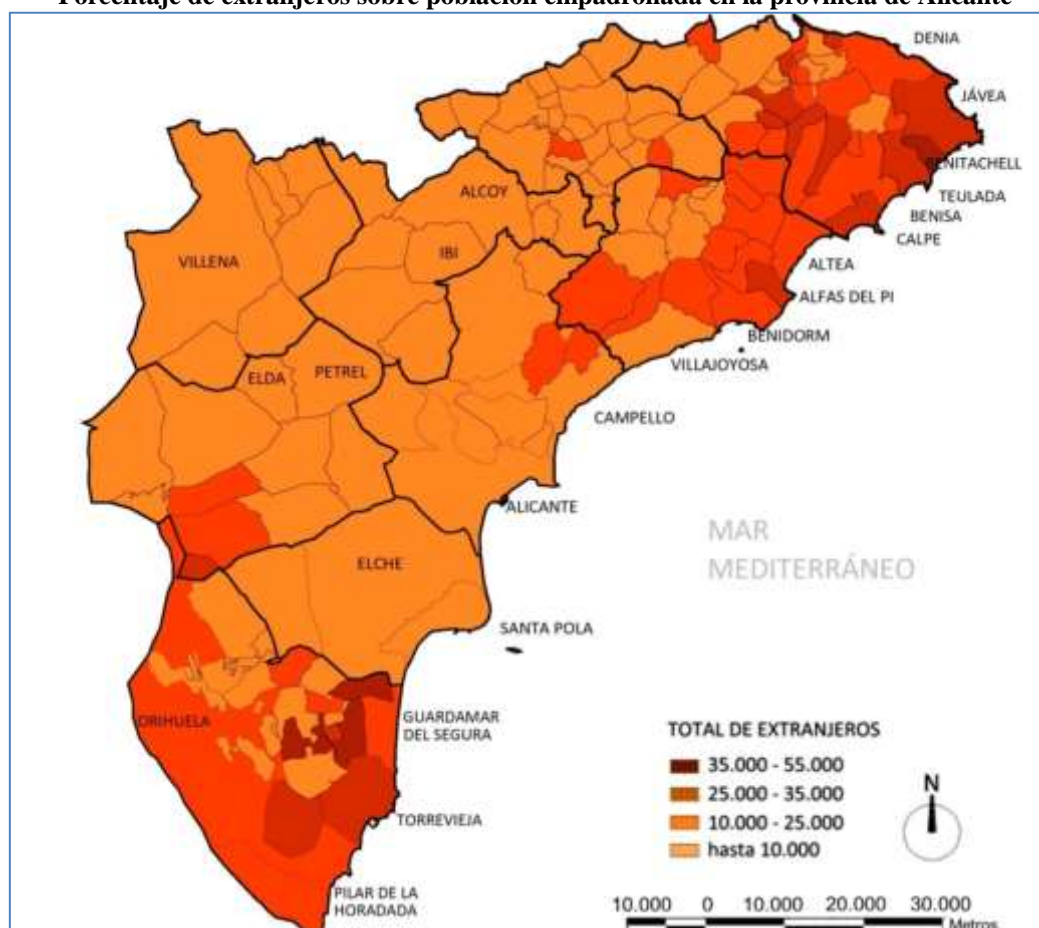 Porcentaje de extranjeros sobre población empadronada en la provincia de Alicante
DENIA
JÁVEA
BENITACHELL
TEULADA
BENISA
CALPE
ALCOY
IBI
VILLENA
ALTEA
ALFAS DEL PI
BENIDORM
VILLAJOYOSA
ELDA
PETREL
CAMPELLO
ALICANTE
MAR
MEDITERRÁNEO
ELCHE
SANTA POLA
ORIHUELA
GUARDAMAR
DEL SEGURA
TORREVIEJA
PILAR DE LA
HORADADA
TOTAL DE EXTRANJEROS
35.000 - 55.000
25.000 - 35.000
10.000 - 25.000
hasta 10.000
N
10.000 0 10.000 20.000 30.000
Metros